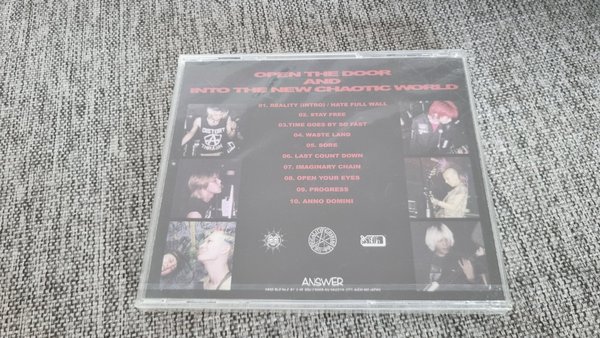 OPEN THE DOOR
AND
INTO THE NEW CHAOTIC WORLD
01. REALITY (INTRO) / HATE FULL WALL
02. STAY FREE
03. TIME GOES BY SO FAST
04. WASTE LAND
05. SORE
06. LAST COUNT DOWN
07. IMAGINARY CHAIN
08. OPEN YOUR EYES
09. PROGRESS
10. ANNO DOMINI
ANSWER